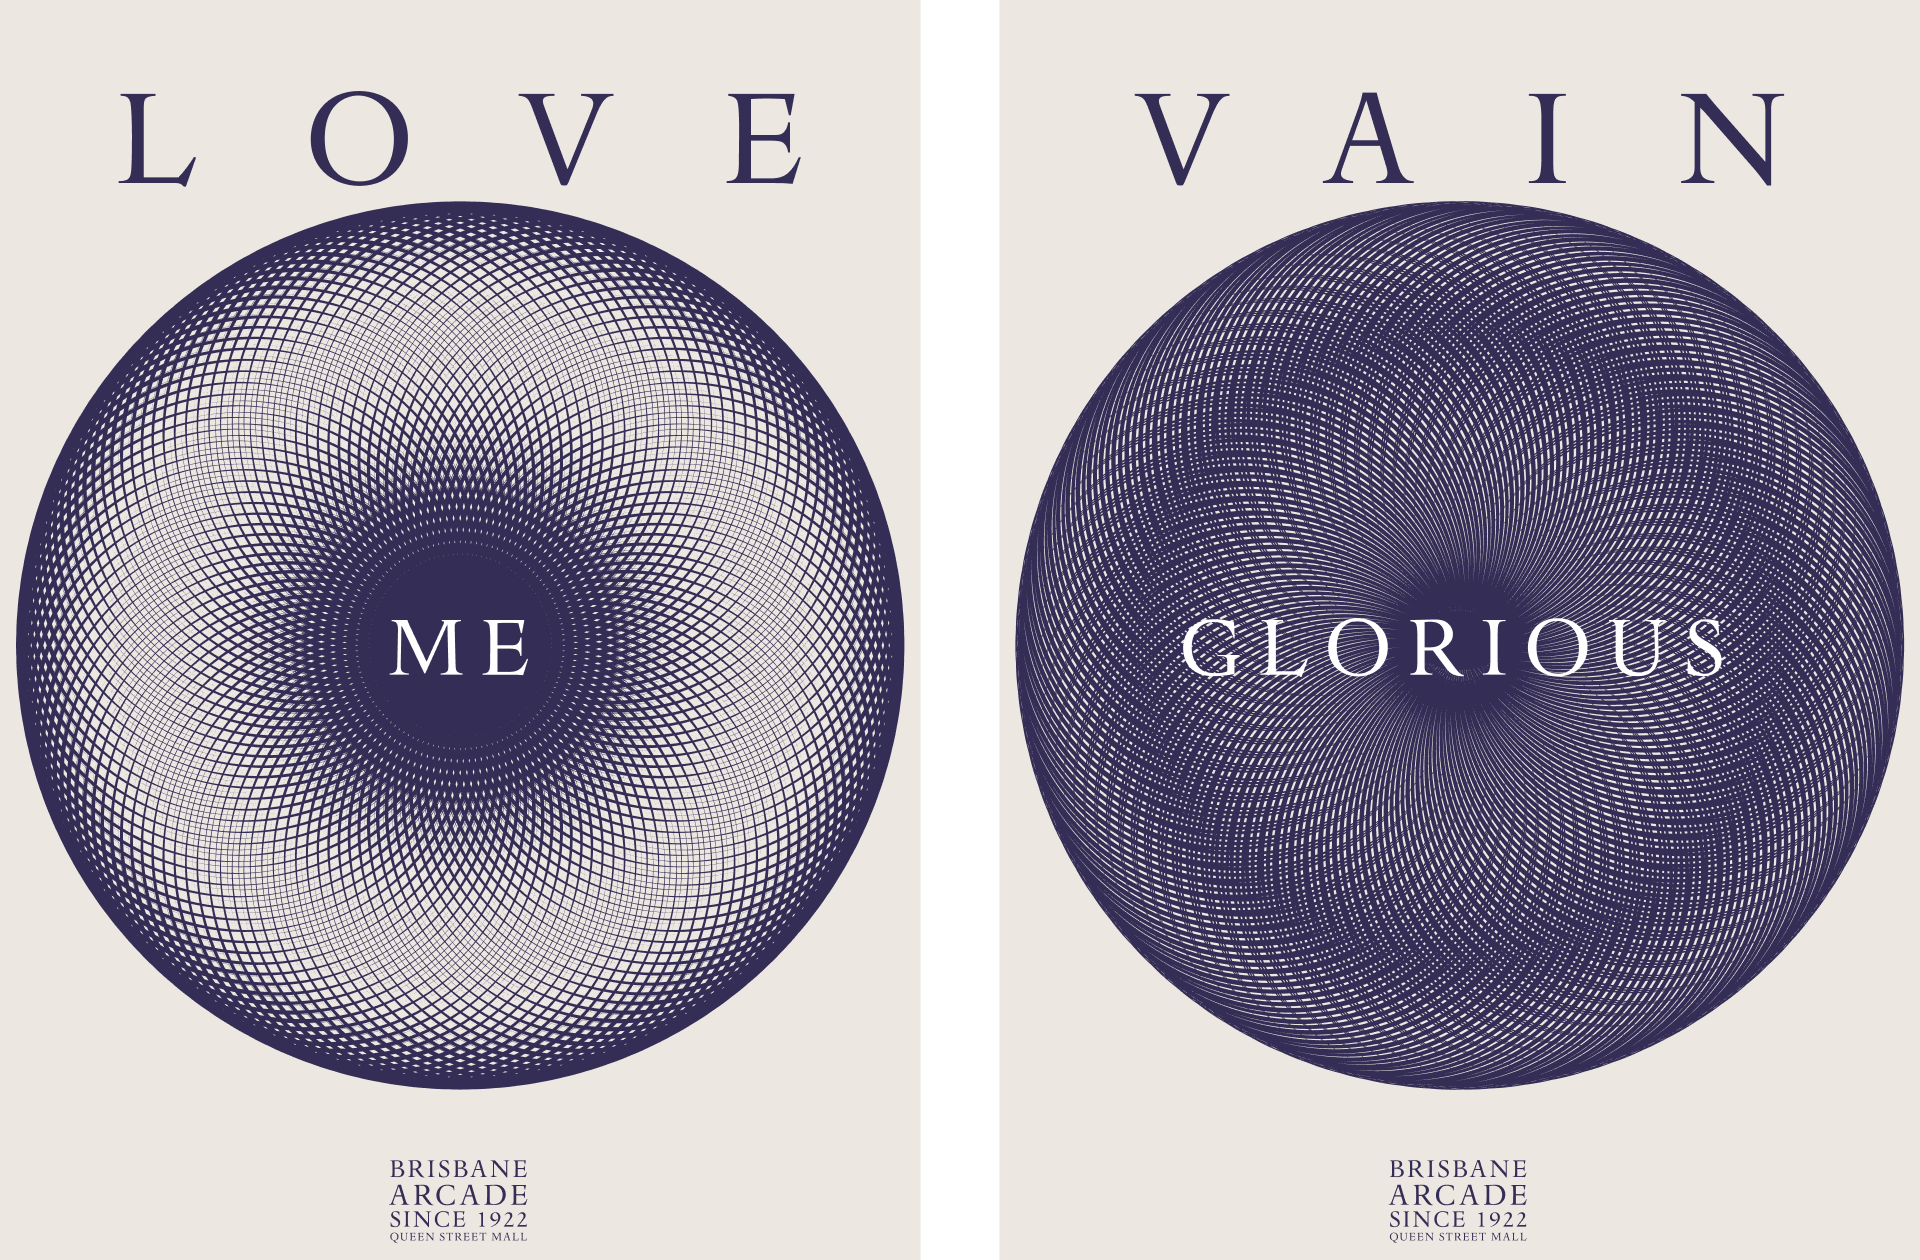 LOVE
ME
BRISBANE
ARCADE
SINCE 1922
QUEEN STREET MALL
VAIN
GLORIOUS
BRISBANE
ARCADE
SINCE 1922
QUEEN STREET MALL